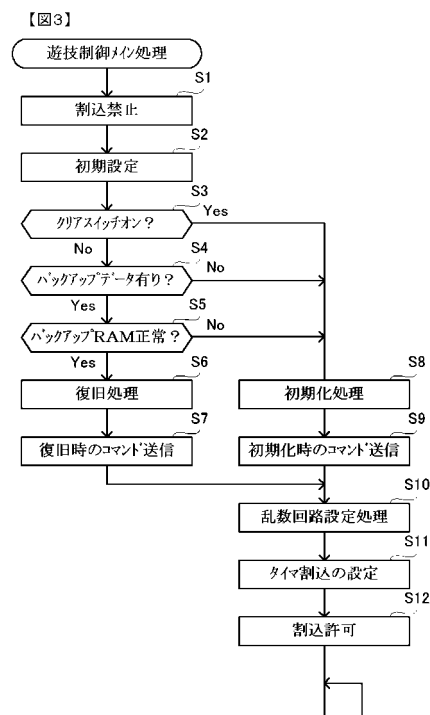 【図3】
遊技制御メイン処理
S1
割込禁止
S2
初期設定
S3
クリアスイッチオン？
Yes
No
S4
バックアップデータ有り？
No
Yes
S5
バックアップRAM正常？
No
Yes
S6
復旧処理
S7
復旧時のコマンド送信
S8
初期化処理
S9
初期化時のコマンド送信
S10
乱数回路設定処理
S11
タイマ割込の設定
S12
割込許可